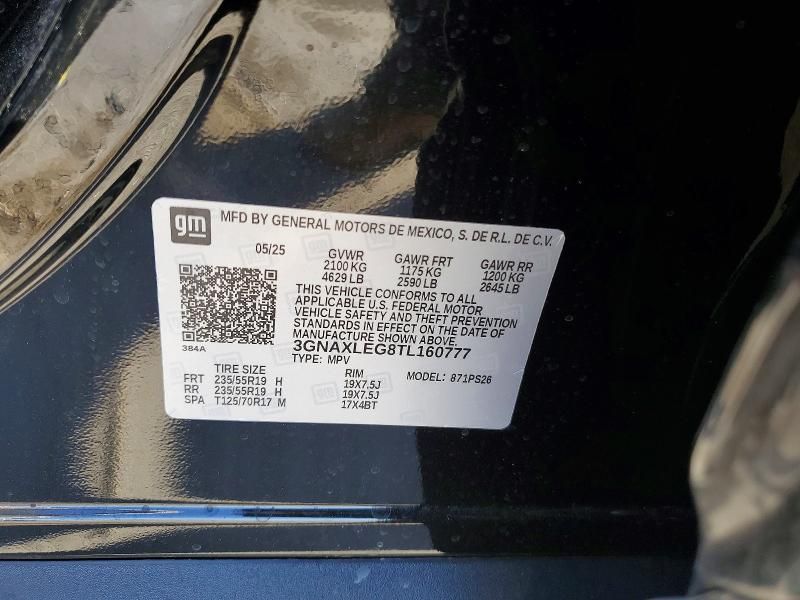 gm MFD BY GENERAL MOTORS DE MEXICO, S. DE R.L. DE C.V.
05/25 GVWR GAWR FRT GAWR RR
2100 KG 1175 KG 1200 KG
4629 LB 2590 LB 2645 LB
THIS VEHICLE CONFORMS TO ALL
APPLICABLE U.S. FEDERAL MOTOR
VEHICLE SAFETY AND THEFT PREVENTION
STANDARDS IN EFFECT ON THE DATE OF
MANUFACTURE SHOWN ABOVE.
384A 3GNAXLEG8TL160777
TYPE: MPV
TIRE SIZE RIM MODEL: 871PS26
FRT 235/55R19 H 19X7.5J
RR 235/55R19 H 19X7.5J
SPA T125/70R17 M 17X4BT